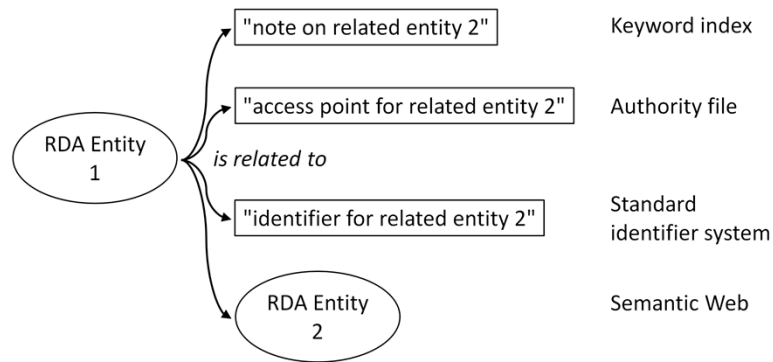 "note on related entity 2" Keyword index
"access point for related entity 2" Authority file
RDA Entity
1
is related to
"identifier for related entity 2" Standard
identifier system
RDA Entity
2
Semantic Web